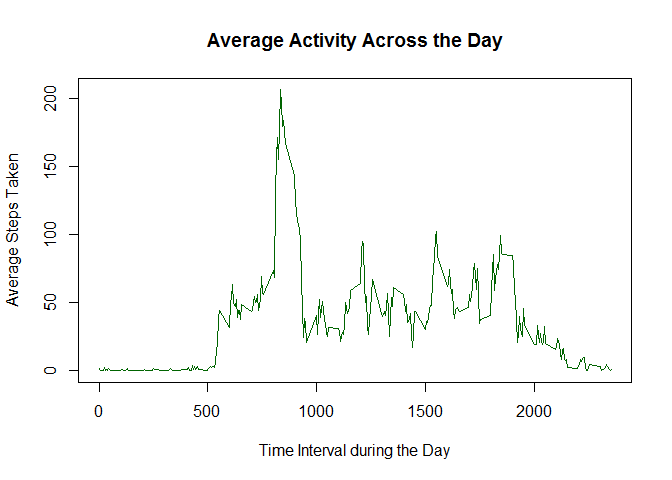 Average Activity Across the Day
Average Steps Taken
200
150
100
50
0
0 500 1000 1500 2000
Time Interval during the Day